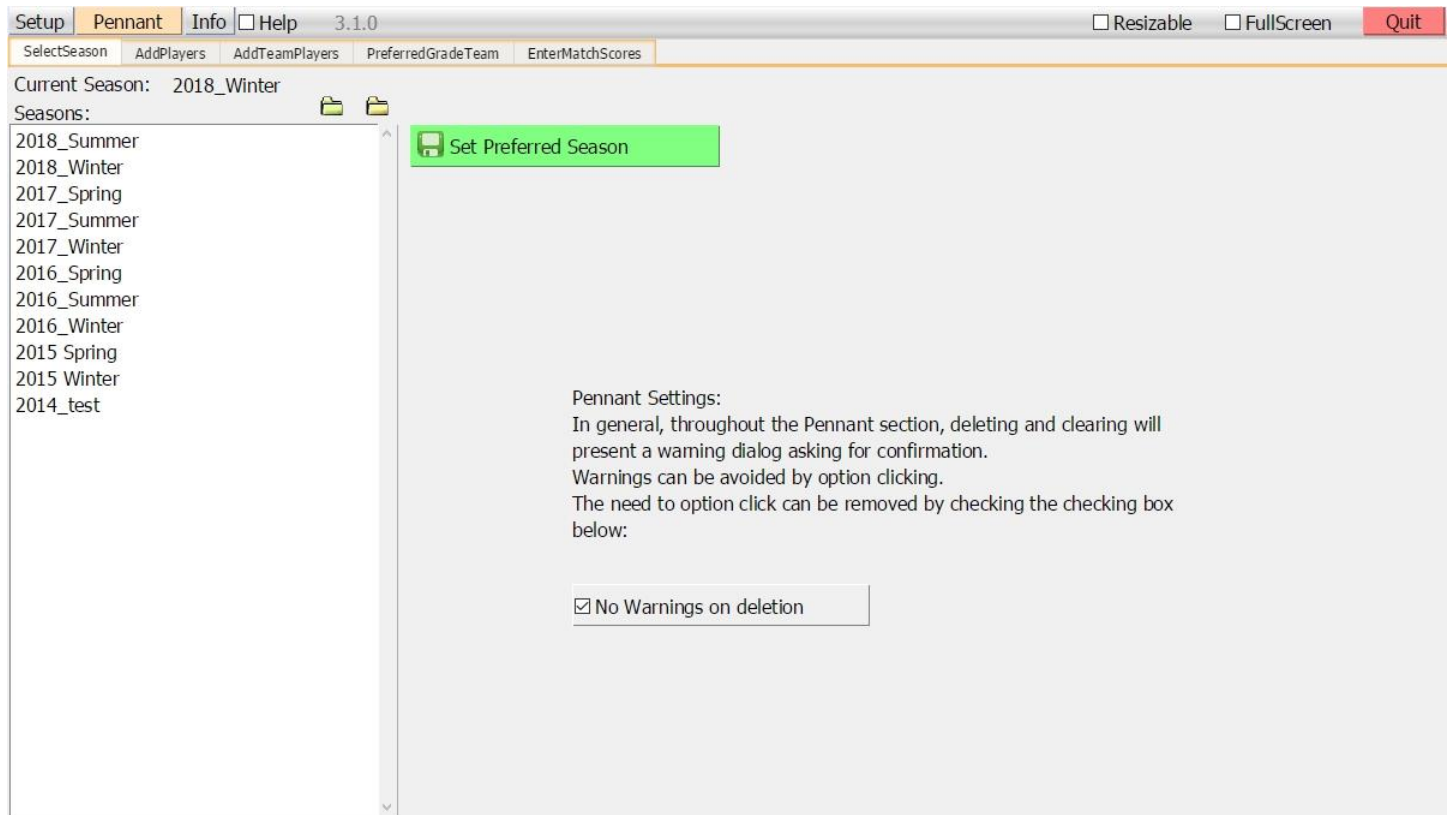 Setup Pennant Info Help 3.1.0 Resizable FullScreen Quit
SelectSeason AddPlayers AddTeamPlayers PreferredGradeTeam EnterMatchScores
Current Season: 2018_Winter
Seasons:
2018_Summer
2018_Winter
2017_Spring
2017_Summer
2017_Winter
2016_Spring
2016_Summer
2016_Winter
2015 Spring
2015 Winter
2014_test
Set Preferred Season
Pennant Settings:
In general, throughout the Pennant section, deleting and clearing will
present a warning dialog asking for confirmation.
Warnings can be avoided by option clicking.
The need to option click can be removed by checking the checking box
below:
No Warnings on deletion